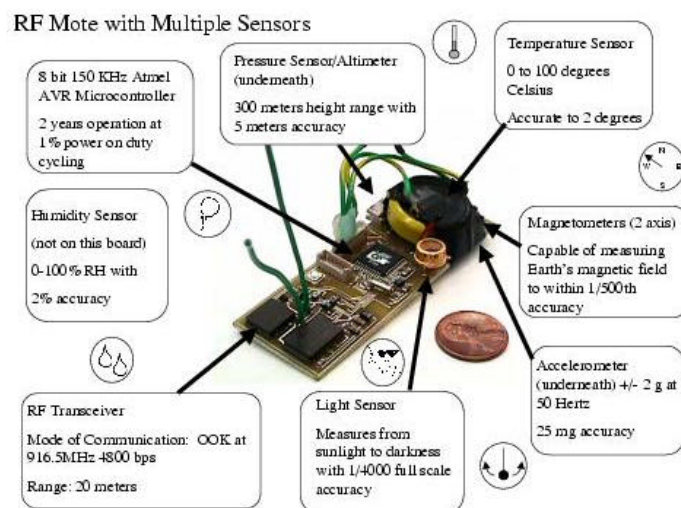 RF Mote with Multiple Sensors
8 bit 150 KHz Atmel
AVR Microcontroller
2 years operation at
1% power on duty
cycling
Pressure Sensor/Altimeter
(underneath)
300 meters height range with
5 meters accuracy
Temperature Sensor
0 to 100 degrees
Celsius
Accurate to 2 degrees
N
W E
S
Humidity Sensor
(not on this board)
0-100% RH with
2% accuracy
Magnetometers (2 axis)
Capable of measuring
Earth's magnetic field
to within 1/500th
accuracy
RF Transceiver
Mode of Communication: OOK at
916.5MHz 4800 bps
Range: 20 meters
Light Sensor
Measures from
sunlight to darkness
with 1/4000 full scale
accuracy
Accelerometer
(underneath) +/- 2 g at
50 Hertz
25 mg accuracy